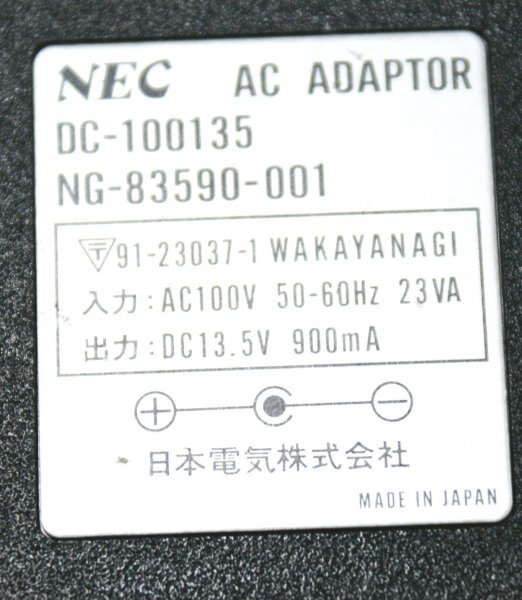 NEC AC ADAPTOR
DC-100135
NG-83590-001
〒91-23037-1 WAKAYANAGI
入力:AC100V 50-60Hz 23VA
出力:DC13.5V 900mA
+ −
日本電気株式会社
MADE IN JAPAN